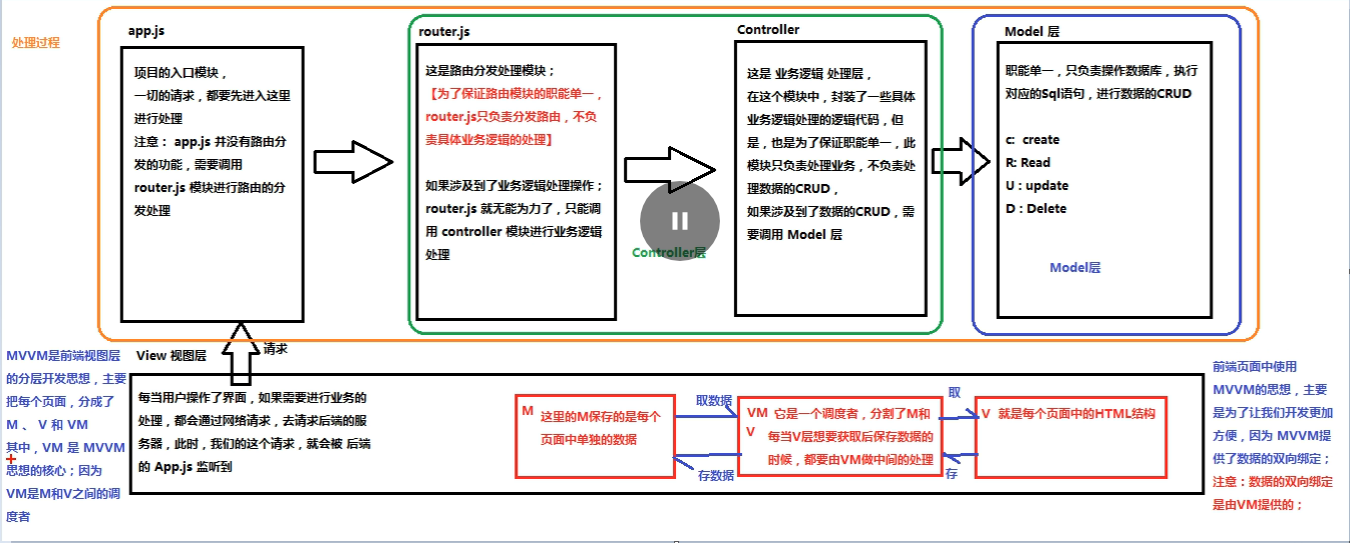 处理过程
app.js
项目的入口模块，
一切的请求，都要先进入这里
进行处理
注意： app.js 并没有路由分
发的功能，需要调用
router.js 模块进行路由的分
发处理
router.js
这是路由分发处理模块；
【为了保证路由模块的职能单一，
router.js只负责分发路由，不负
责具体业务逻辑的处理】
如果涉及到了业务逻辑处理操作；
router.js 就无能为力了，只能调
用 controller 模块进行业务逻辑
处理
Controller层
Controller
这是 业务逻辑 处理层，
在这个模块中，封装了一些具体
业务逻辑处理的逻辑代码，但
是，也是为了保证职能单一，此
模块只负责处理业务，不负责处
理数据的CRUD，
如果涉及到了数据的CRUD，需
要调用 Model 层
Model 层
职能单一，只负责操作数据库，执行
对应的Sql语句，进行数据的CRUD
c: create
R: Read
U : update
D : Delete
Model层
MVVM是前端视图层
的分层开发思想，主要
把每个页面，分成了
M 、 V 和 VM
其中，VM 是 MVVM
思想的核心；因为
VM是M和V之间的调
度者
View 视图层
请求
每当用户操作了界面，如果需要进行业务的
处理，都会通过网络请求，去请求后端的服
务器，此时，我们的这个请求，就会被 后端
的 App.js 监听到
M 这里的M保存的是每个
页面中单独的数据
取数据
存数据
VM 它是一个调度者，分割了M和
V 每当V层想要获取后保存数据的
时候，都要由VM做中间的处理
取
存
V 就是每个页面中的HTML结构
前端页面中使用
MVVM的思想，主要
是为了让我们开发更加
方便，因为 MVVM提
供了数据的双向绑定；
注意：数据的双向绑定
是由VM提供的；